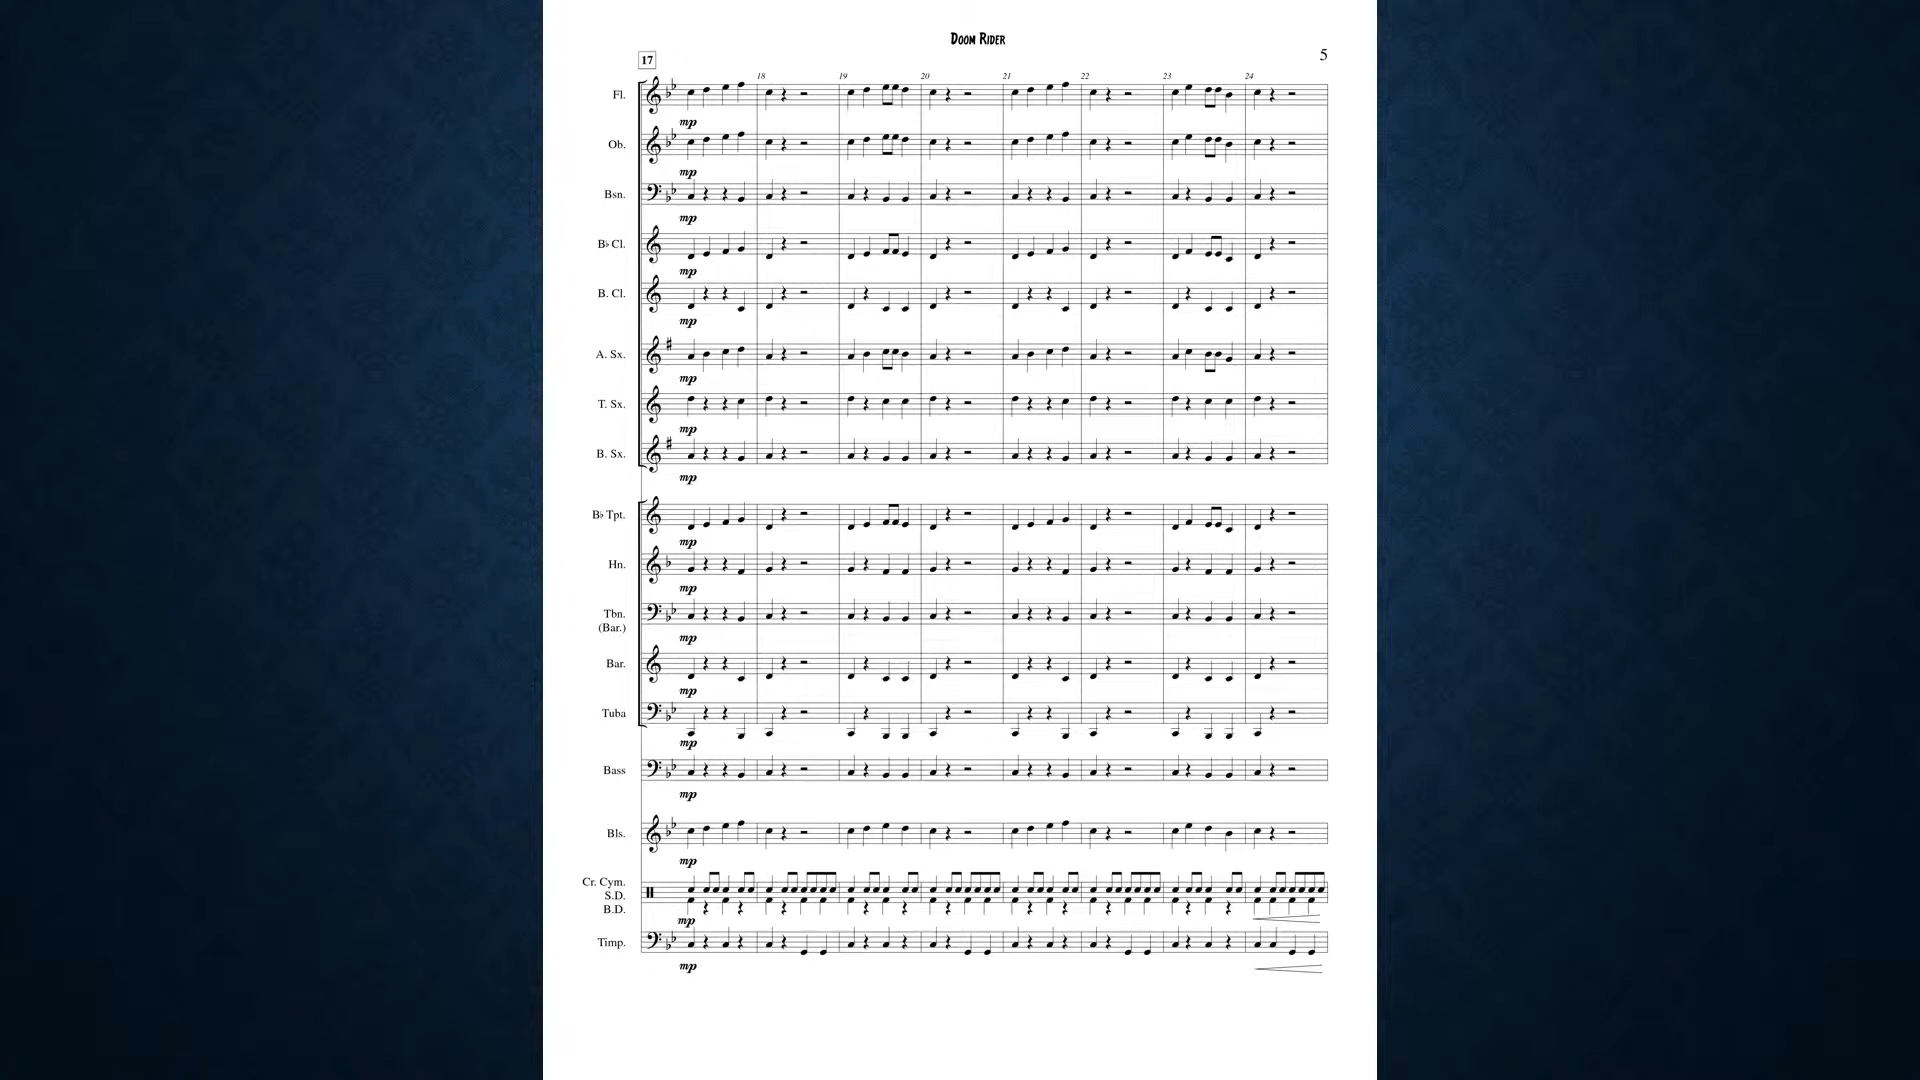 Doom Rider
5
17
18 19 20 21 22 23 24
Fl.
mp
Ob.
mp
Bsn.
mp
B♭ Cl.
mp
B. Cl.
mp
A. Sx.
mp
T. Sx.
mp
B. Sx.
mp
B♭ Tpt.
mp
Hn.
mp
Tbn.
(Bar.)
mp
Bar.
mp
Tuba
mp
Bass
mp
Bls.
mp
Cr. Cym.
S.D.
B.D.
mp
Timp.
mp